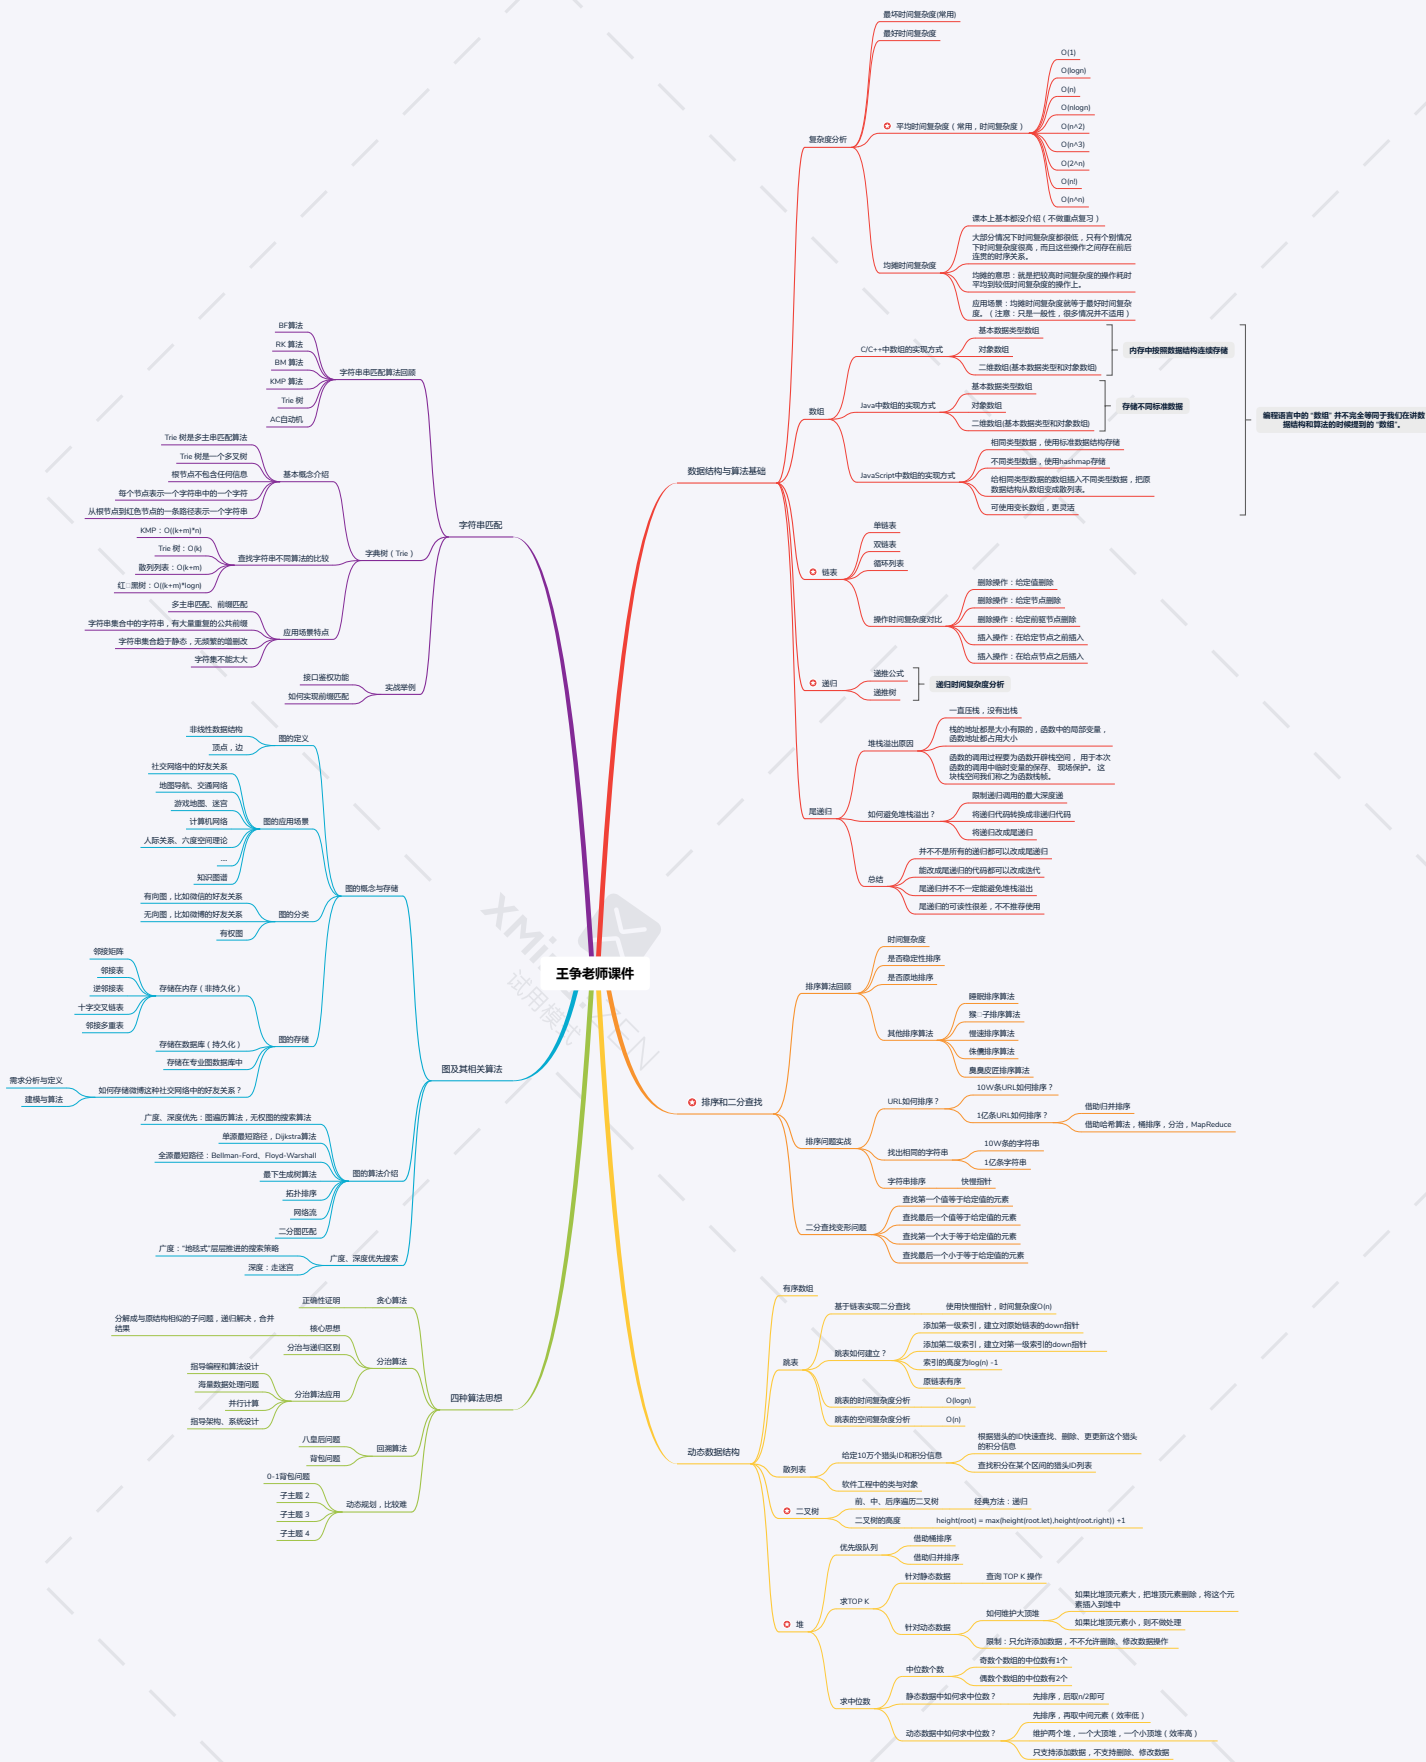 王争老师课件
数据结构与算法基础
复杂度分析
最坏时间复杂度(常用)
最好时间复杂度
平均时间复杂度（常用，时间复杂度）
O(1)
O(logn)
O(n)
O(nlogn)
O(n^2)
O(n^3)
O(2^n)
O(n!)
O(n^n)
均摊时间复杂度
课本上基本都没介绍（不做重点复习）
大部分情况下时间复杂度都很低，只有个别情况
下时间复杂度很高，而且这些操作之间存在前后
连贯的时序关系。
均摊的意思：就是把较高时间复杂度的操作耗时
平均到较低时间复杂度的操作上。
应用场景：均摊时间复杂度就等于最好时间复杂
度。（注意：只是一般性，很多情况并不适用）
数组
C/C++中数组的实现方式
基本数据类型数组
对象数组
二维数组(基本数据类型和对象数组)
内存中按照数据结构连续存储
Java中数组的实现方式
基本数据类型数组
对象数组
二维数组(基本数据类型和对象数组)
存储不同标准数据
JavaScript中数组的实现方式
相同类型数据，使用标准数据结构存储
不同类型数据，使用hashmap存储
给相同类型数据的数组插入不同类型数据，把原
数据结构从数组变成散列表。
可使用变长数组，更灵活
编程语言中的 "数组" 并不完全等同于我们在讲数
据结构和算法的时候提到的 "数组"。
链表
单链表
双链表
循环列表
操作时间复杂度对比
删除操作：给定值删除
删除操作：给定节点删除
删除操作：给定前驱节点删除
插入操作：在给定节点之前插入
插入操作：在给点节点之后插入
递归
递推公式
递推树
递归时间复杂度分析
尾递归
堆栈溢出原因
一直压栈，没有出栈
栈的地址都是大小有限的，函数中的局部变量，
函数地址都占用大小
函数的调用过程要为函数开辟栈空间， 用于本次
函数的调用中临时变量的保存、 现场保护。 这
块栈空间我们称之为函数栈帧。
如何避免堆栈溢出？
限制递归调用的最大深度递
将递归代码转换成非递归代码
将递归改成尾递归
总结
并不不是所有的递归都可以改成尾递归
能改成尾递归的代码都可以改成迭代
尾递归并不不一定能避免堆栈溢出
尾递归的可读性很差，不不推荐使用
排序和二分查找
排序算法回顾
时间复杂度
是否稳定性排序
是否原地排序
其他排序算法
睡眠排序算法
猴□子排序算法
慢速排序算法
侏儒排序算法
臭臭皮匠排序算法
排序问题实战
URL如何排序？
10W条URL如何排序？
1亿条URL如何排序？
借助归并排序
借助哈希算法，桶排序，分治，MapReduce
找出相同的字符串
10W条的字符串
1亿条字符串
字符串排序
快慢指针
二分查找变形问题
查找第一个值等于给定值的元素
查找最后一个值等于给定值的元素
查找第一个大于等于给定值的元素
查找最后一个小于等于给定值的元素
动态数据结构
有序数组
跳表
基于链表实现二分查找
使用快慢指针，时间复杂度O(n)
跳表如何建立？
添加第一级索引，建立对原始链表的down指针
添加第二级索引，建立对第一级索引的down指针
索引的高度为log(n) -1
原链表有序
跳表的时间复杂度分析
O(logn)
跳表的空间复杂度分析
O(n)
散列表
给定10万个猎头ID和积分信息
根据猎头的ID快速查找、删除、更更新这个猎头
的积分信息
查找积分在某个区间的猎头ID列表
软件工程中的类与对象
二叉树
前、中、后序遍历二叉树
经典方法：递归
二叉树的高度
height(root) = max(height(root.let),height(root.right)) +1
堆
优先级队列
借助桶排序
借助归并排序
求TOP K
针对静态数据
查询 TOP K 操作
针对动态数据
如何维护大顶堆
如果比堆顶元素大，把堆顶元素删除，将这个元
素插入到堆中
如果比堆顶元素小，则不做处理
限制：只允许添加数据，不不允许删除、修改数据操作
求中位数
中位数个数
奇数个数组的中位数有1个
偶数个数组的中位数有2个
静态数据中如何求中位数？
先排序，后取n/2即可
动态数据中如何求中位数？
先排序，再取中间元素（效率低）
维护两个堆，一个大顶堆，一个小顶堆（效率高）
只支持添加数据，不支持删除、修改数据
字符串匹配
字符串串匹配算法回顾
BF算法
RK 算法
BM 算法
KMP 算法
Trie 树
AC自动机
字典树（Trie）
基本概念介绍
Trie 树是多主串匹配算法
Trie 树是一个多叉树
根节点不包含任何信息
每个节点表示一个字符串中的一个字符
从根节点到红色节点的一条路径表示一个字符串
查找字符串不同算法的比较
KMP：O((k+m)*n)
Trie 树：O(k)
散列列表：O(k+m)
红□黑树：O((k+m)*logn)
应用场景特点
多主串匹配、前缀匹配
字符串集合中的字符串，有大量重复的公共前缀
字符串集合趋于静态，无频繁的增删改
字符集不能太大
实战举例
接口鉴权功能
如何实现前缀匹配
图及其相关算法
图的概念与存储
图的定义
非线性数据结构
顶点，边
图的应用场景
社交网络中的好友关系
地图导航、交通网络
游戏地图、迷宫
计算机网络
人际关系、六度空间理论
...
知识图谱
图的分类
有向图，比如微信的好友关系
无向图，比如微博的好友关系
有权图
图的存储
存储在内存（非持久化）
邻接矩阵
邻接表
逆邻接表
十字交叉链表
邻接多重表
存储在数据库（持久化）
存储在专业图数据库中
如何存储微博这种社交网络中的好友关系？
需求分析与定义
建模与算法
图的算法介绍
广度、深度优先：图遍历算法，无权图的搜索算法
单源最短路径，Dijkstra算法
全源最短路径：Bellman-Ford、Floyd-Warshall
最下生成树算法
拓扑排序
网络流
二分图匹配
广度、深度优先搜索
广度："地毯式"层层推进的搜索策略
深度：走迷宫
四种算法思想
贪心算法
正确性证明
分治算法
核心思想
分解成与原结构相似的子问题，递归解决，合并
结果
分治与递归区别
分治算法应用
指导编程和算法设计
海量数据处理问题
并行计算
指导架构、系统设计
回溯算法
八皇后问题
背包问题
动态规划，比较难
0-1背包问题
子主题 2
子主题 3
子主题 4
试用模式